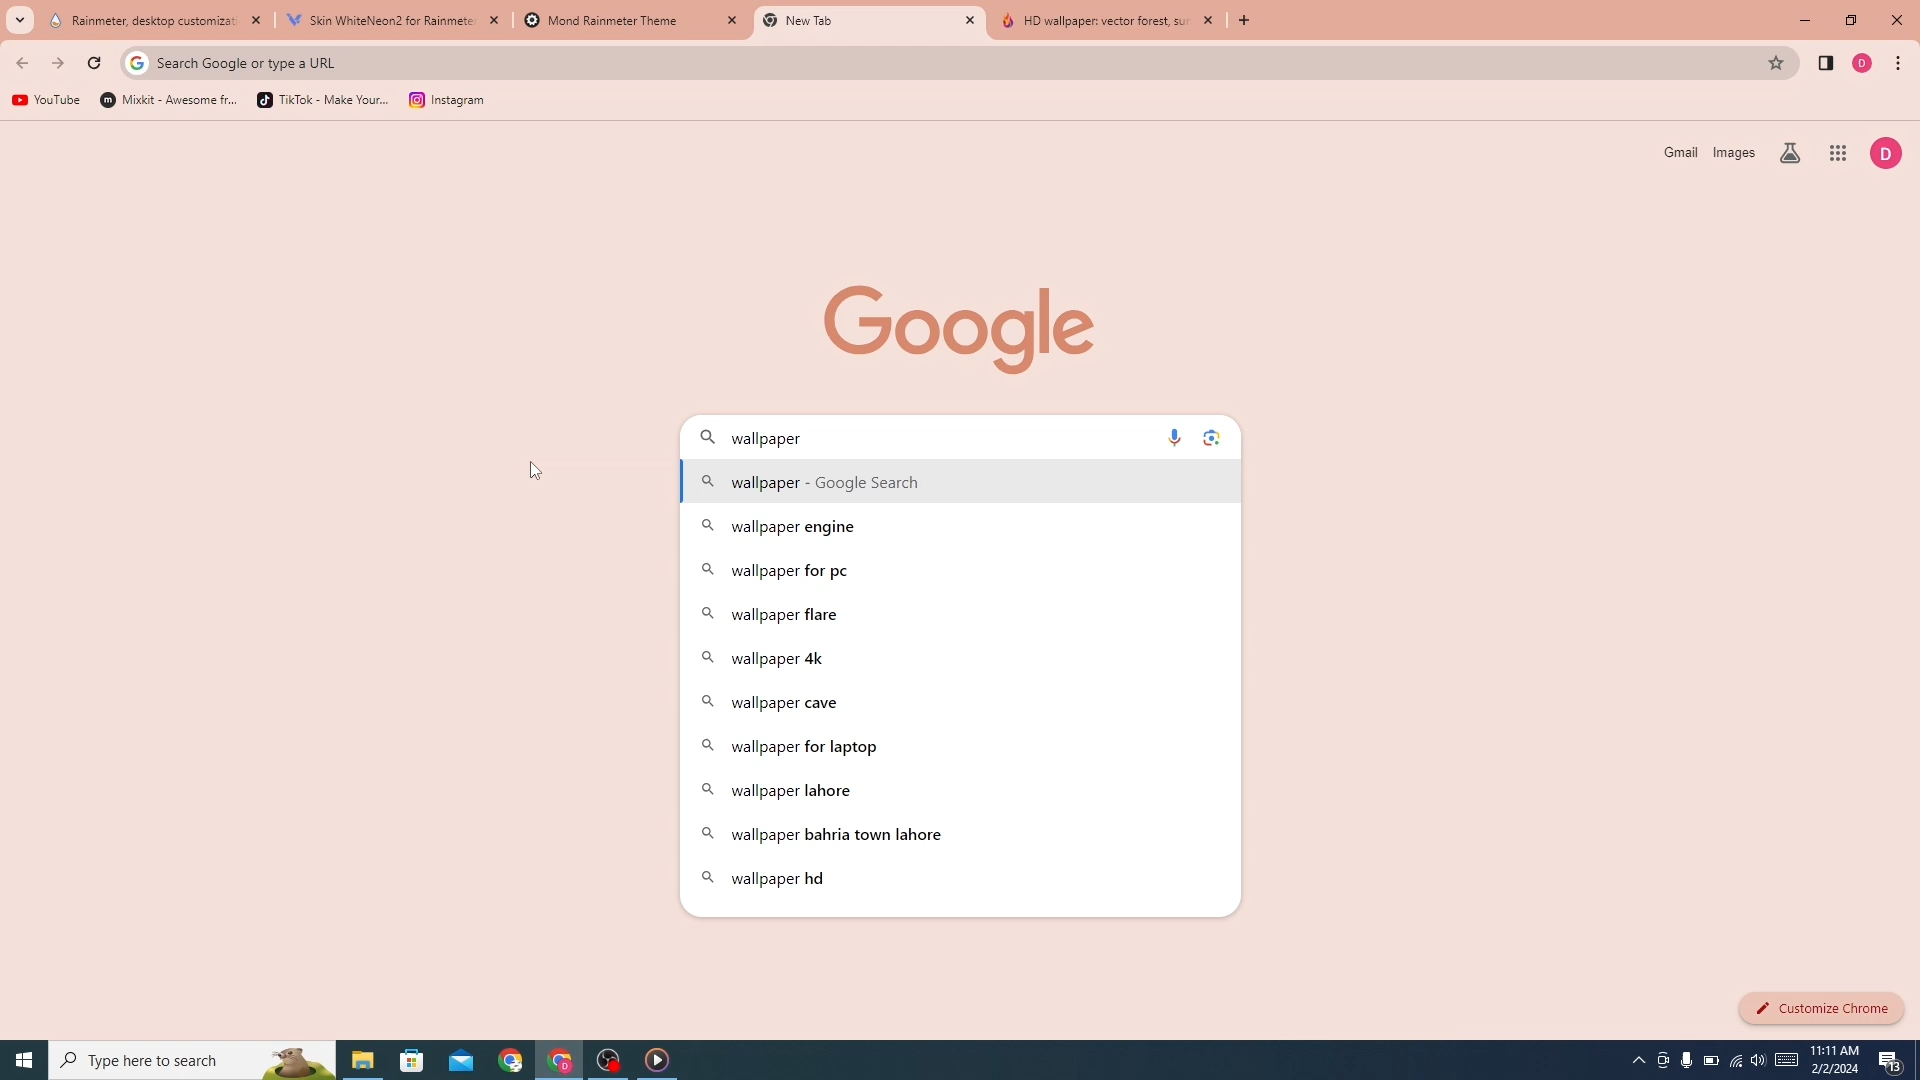 Rainmeter, desktop customizati
Skin WhiteNeon2 for Rainmeter
Mond Rainmeter Theme
New Tab
HD wallpaper: vector forest, sun
Search Google or type a URL
D
YouTube
m
Mixkit - Awesome fr...
TikTok - Make Your...
Instagram
Gmail
Images
D
Google
wallpaper
wallpaper - Google Search
wallpaper engine
wallpaper for pc
wallpaper flare
wallpaper 4k
wallpaper cave
wallpaper for laptop
wallpaper lahore
wallpaper bahria town lahore
wallpaper hd
Customize Chrome
Type here to search
D
11:11 AM
2/2/2024
13